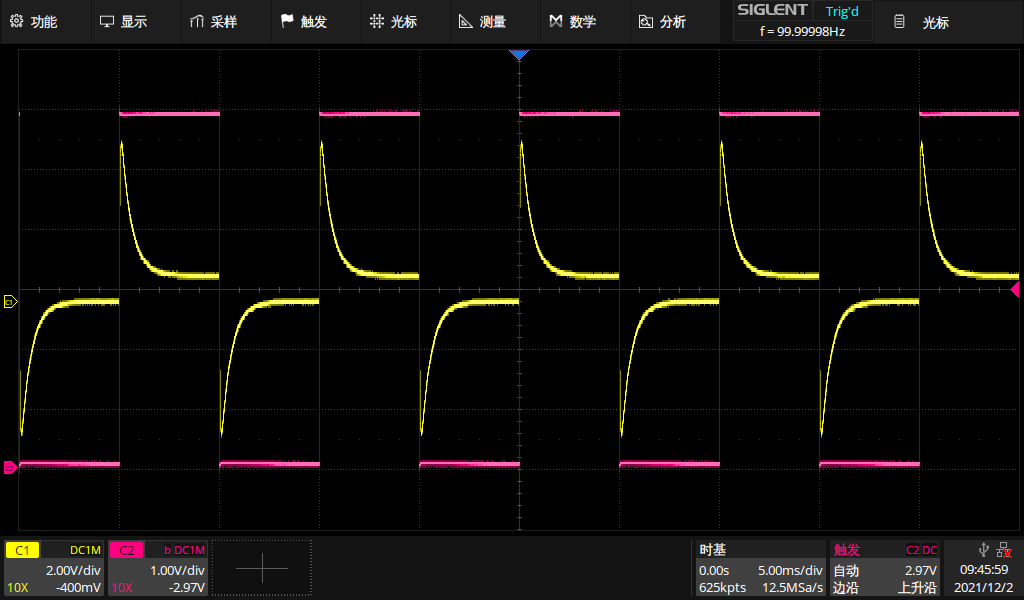 功能 显示 采样 触发 光标 测量 数学 分析 SIGLENT Trig'd 光标
f = 99.99998Hz
C1
C2
C1 DC1M C2 b DC1M 时基 触发 C2 DC
2.00V/div 1.00V/div 0.00s 5.00ms/div 自动 2.97V 09:45:59
10X -400mV 10X -2.97V 625kpts 12.5MSa/s 边沿 上升沿 2021/12/2